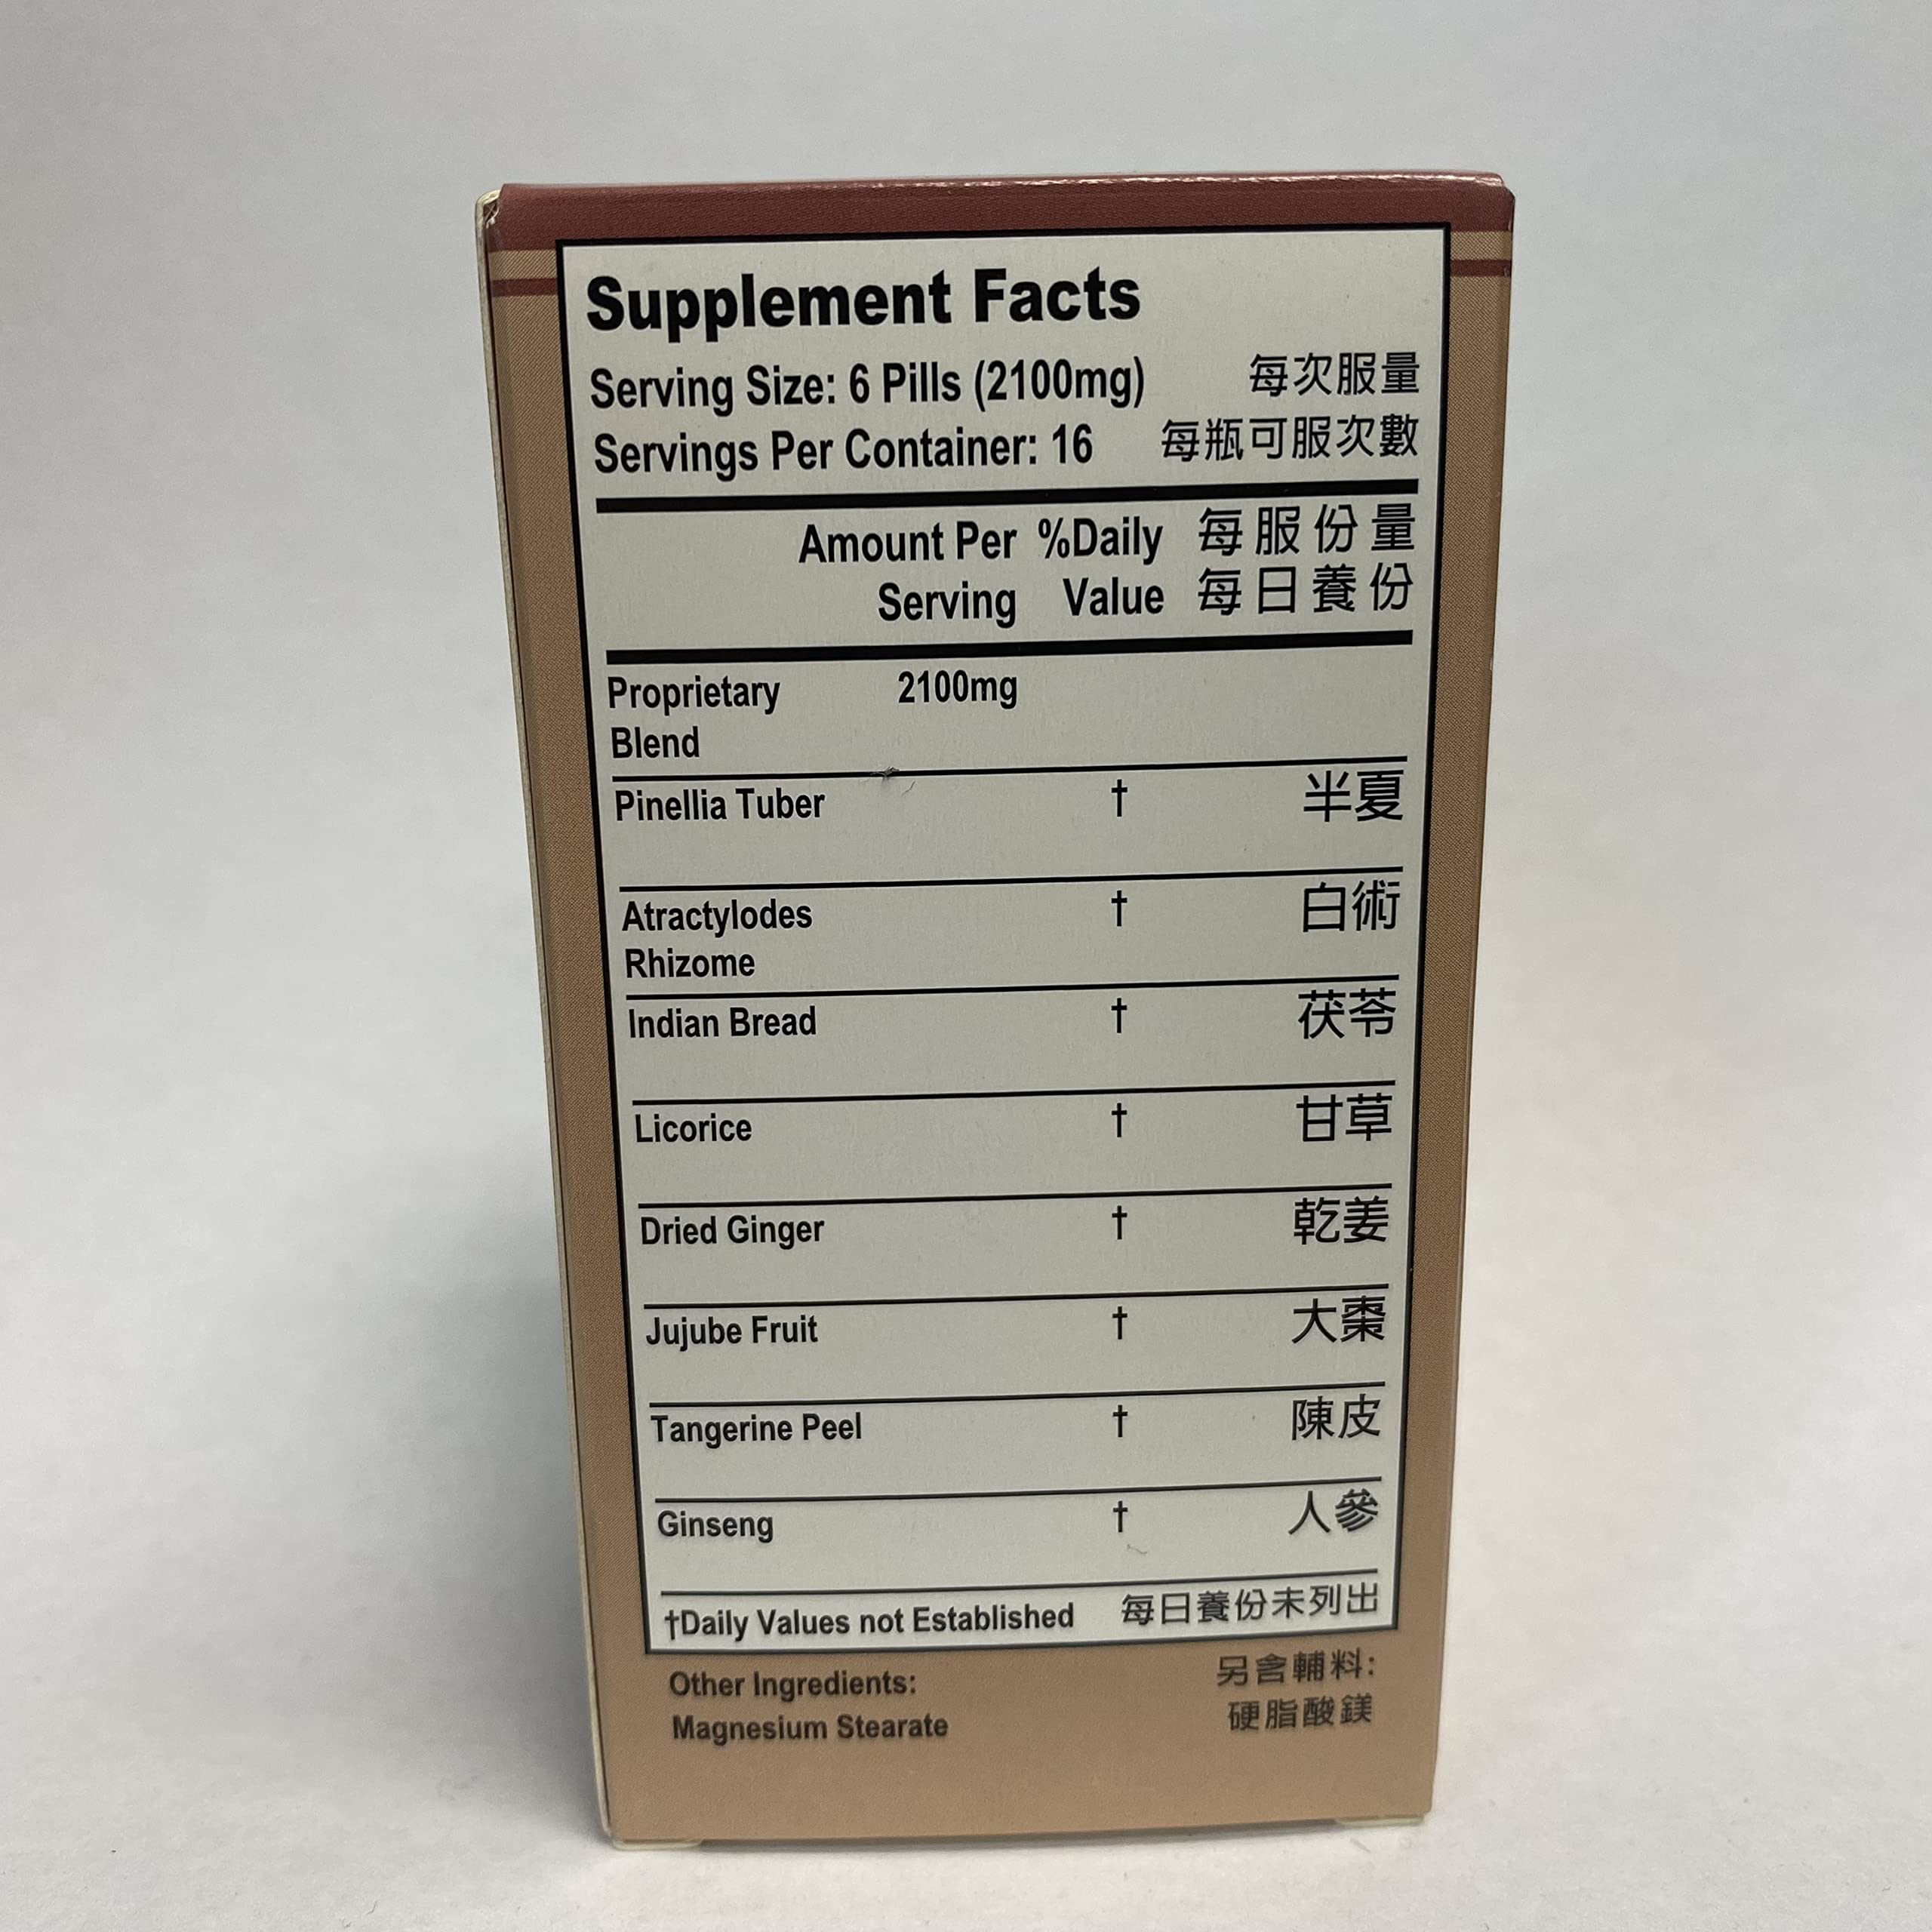 Supplement Facts
Serving Size: 6 Pills (2100mg) 每次服量
Servings Per Container: 16 每瓶可服次數
Amount Per %Daily 每服份量
Serving Value 每日養份
Proprietary 2100mg
Blend
Pinellia Tuber † 半夏
Atractylodes † 白術
Rhizome
Indian Bread † 茯苓
Licorice † 甘草
Dried Ginger † 乾姜
Jujube Fruit † 大棗
Tangerine Peel † 陳皮
Ginseng † 人參
†Daily Values not Established 每日養份未列出
Other Ingredients: 另含輔料:
Magnesium Stearate 硬脂酸鎂